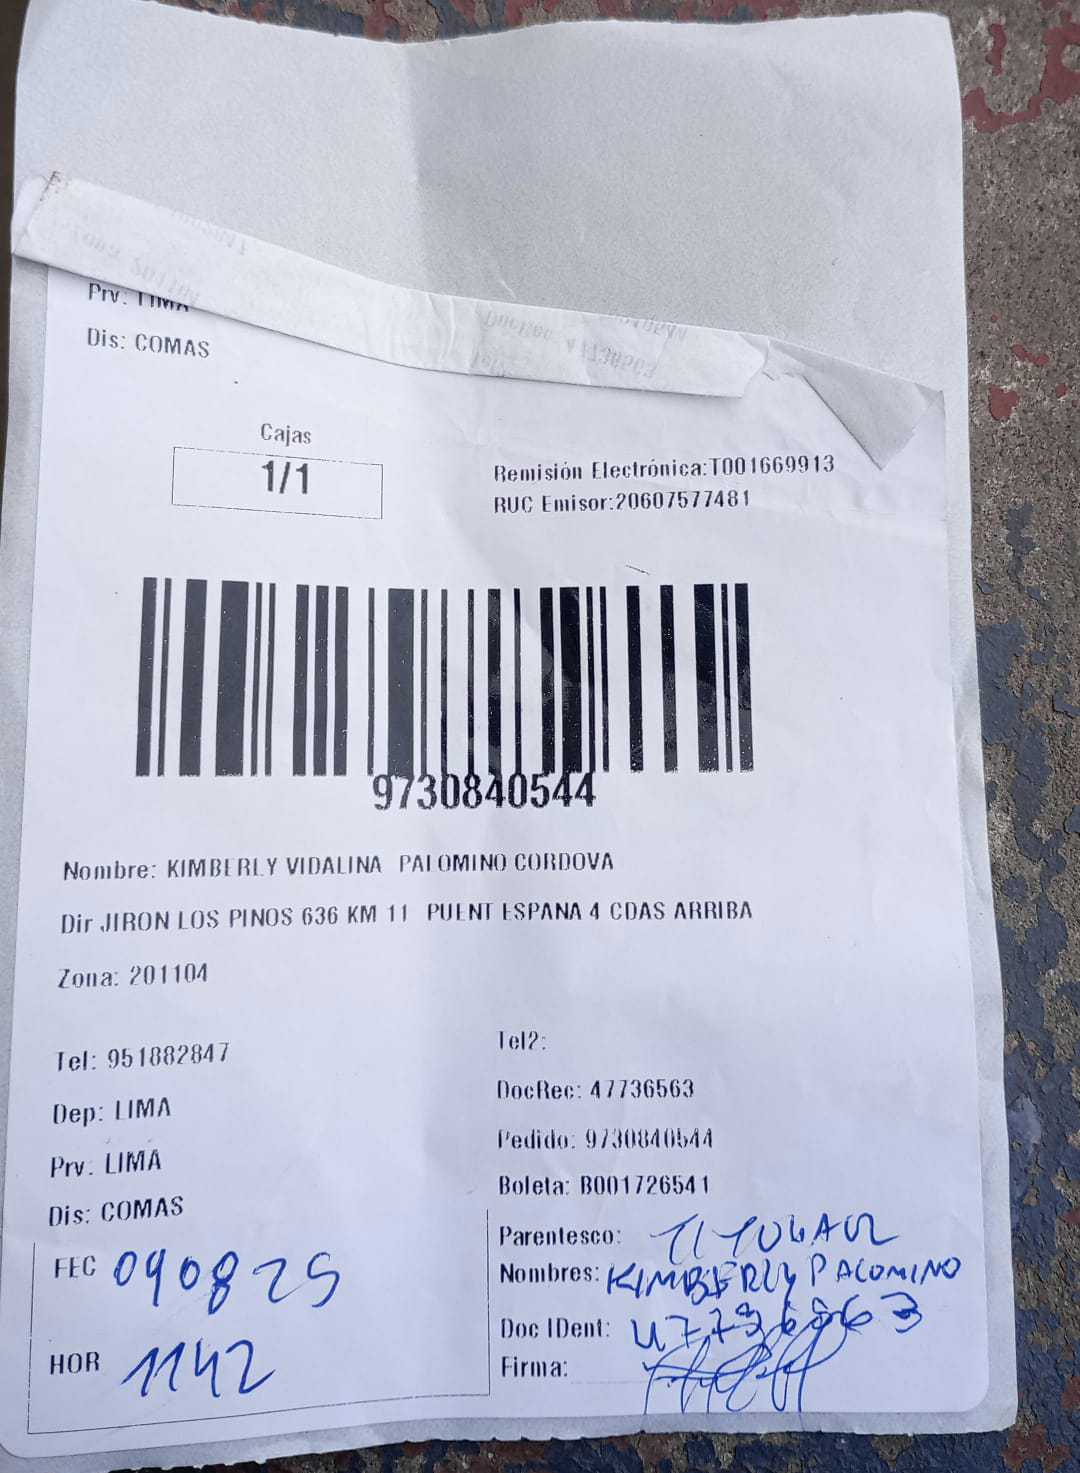 Prv: LIMA
Dis: COMAS
Cajas
1/1
Remisión Electrónica:T001669913
RUC Emisor:20607577481
9730840544
Nombre: KIMBERLY VIDALINA PALOMINO CORDOVA
Dir JIRON LOS PINOS 636 KM 11 PUENT ESPANA 4 CDAS ARRIBA
Zona: 201104
Tel: 951882847
Tel2:
Dep: LIMA
DocRec: 47736563
Prv: LIMA
Pedido: 9730840544
Dis: COMAS
Boleta: B001726541
FEC 090825
HOR 1142
Parentesco:
Nombres: KIMBERLY PALOMINO
Doc IDent: 47736563
Firma: